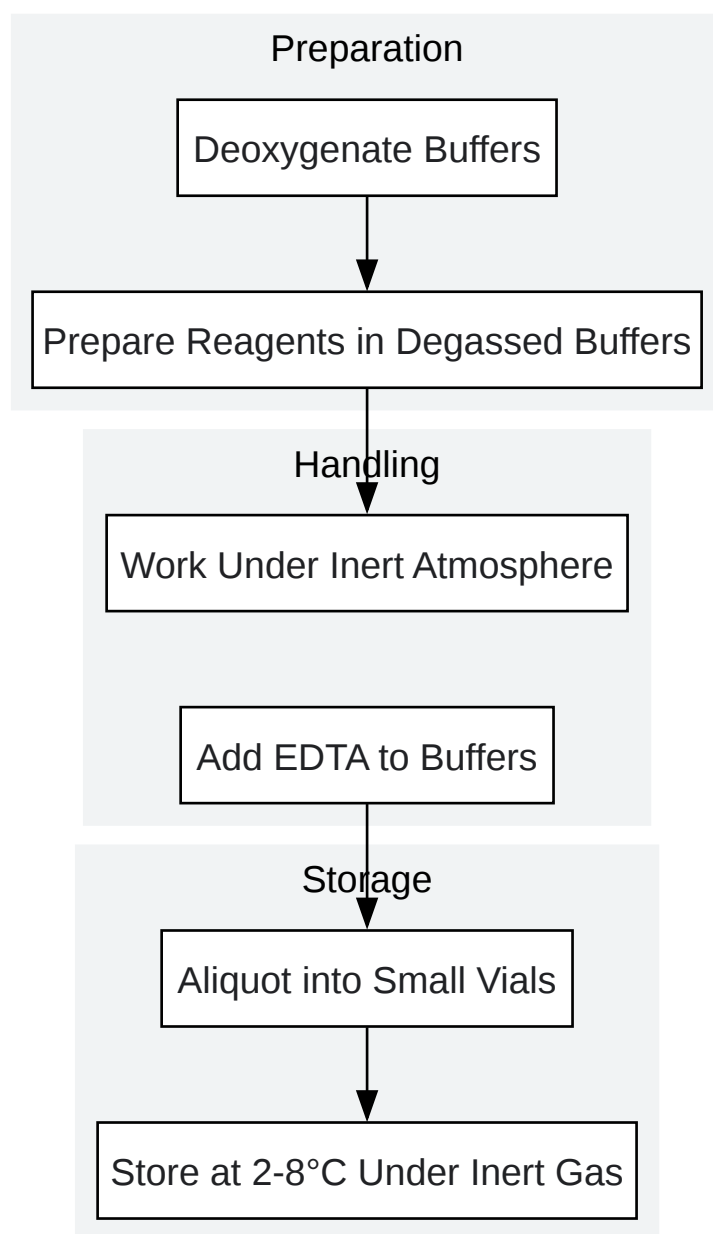 Preparation
Deoxygenate Buffers
Prepare Reagents in Degassed Buffers
Handling
Work Under Inert Atmosphere
Add EDTA to Buffers
Storage
Aliquot into Small Vials
Store at 2-8°C Under Inert Gas